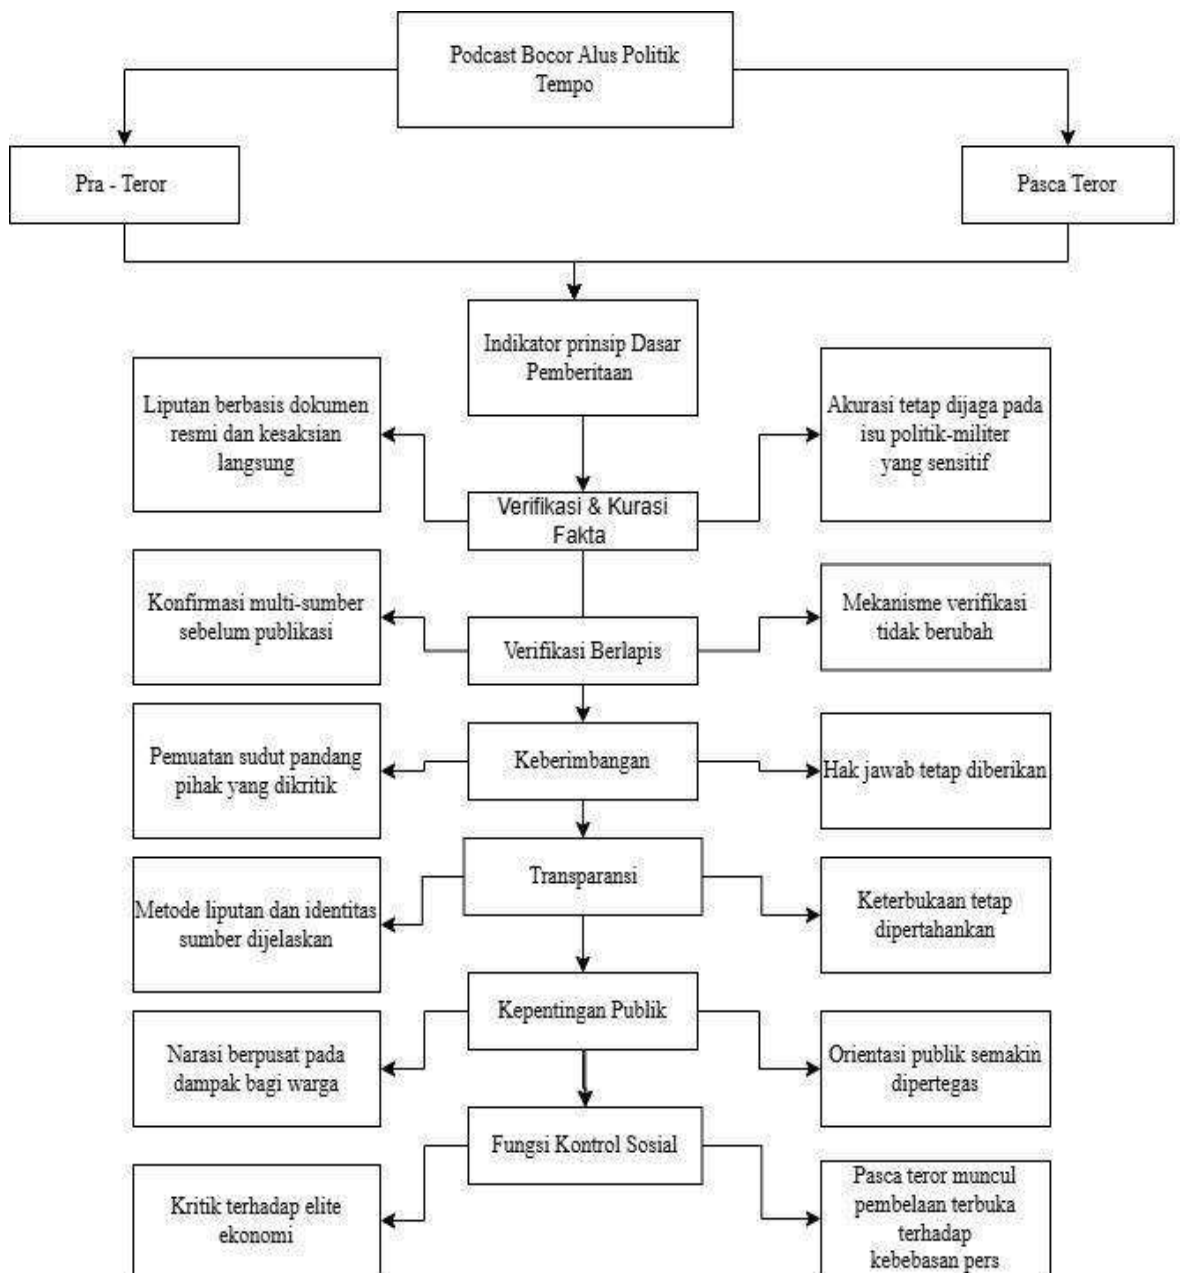 Podcast Bocor Alus Politik
Tempo
Pra - Teror
Pasca Teror
Indikator prinsip Dasar
Pemberitaan
Liputan berbasis dokumen
resmi dan kesaksian
langsung
Akurasi tetap dijaga pada
isu politik-militer
yang sensitif
Verifikasi & Kurasi
Fakta
Konfirmasi multi-sumber
sebelum publikasi
Mekanisme verifikasi
tidak berubah
Verifikasi Berlapis
Pemuatan sudut pandang
pihak yang dikritik
Keberimbangan
Hak jawab tetap diberikan
Transparansi
Metode liputan dan identitas
sumber dijelaskan
Keterbukaan tetap
dipertahankan
Kepentingan Publik
Narasi berpusat pada
dampak bagi warga
Orientasi publik semakin
dipertegas
Fungsi Kontrol Sosial
Kritik terhadap elite
ekonomi
Pasca teror muncul
pembelaan terbuka
terhadap
kebebasan pers